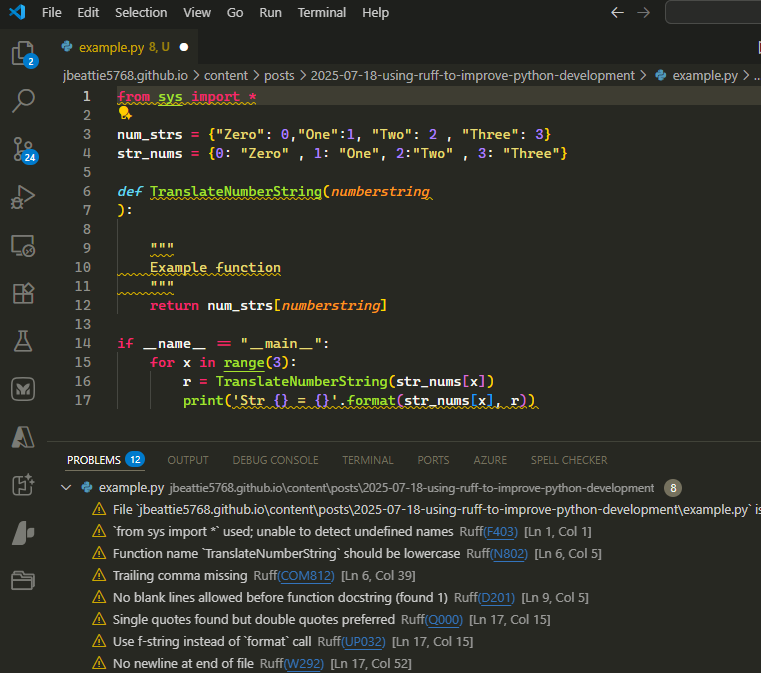 File Edit Selection View Go Run Terminal Help
example.py 8, U
jbeattie5768.github.io > content > posts > 2025-07-18-using-ruff-to-improve-python-development > example.py > ...
2
24
1 from sys import *
2
3 num_strs = {"Zero": 0,"One":1, "Two": 2 , "Three": 3}
4 str_nums = {0: "Zero" , 1: "One", 2:"Two" , 3: "Three"}
5
6 def TranslateNumberString(numberstring
7 ):
8
9 """
10 Example function
11 """
12 return num_strs[numberstring]
13
14 if __name__ == "__main__":
15 for x in range(3):
16 r = TranslateNumberString(str_nums[x])
17 print('Str {} = {}'.format(str_nums[x], r))
PROBLEMS 12 OUTPUT DEBUG CONSOLE TERMINAL PORTS AZURE SPELL CHECKER
example.py jbeattie5768.github.io\content\posts\2025-07-18-using-ruff-to-improve-python-development 8
File `jbeattie5768.github.io\content\posts\2025-07-18-using-ruff-to-improve-python-development\example.py` is
`from sys import *` used; unable to detect undefined names Ruff(F403) [Ln 1, Col 1]
Function name `TranslateNumberString` should be lowercase Ruff(N802) [Ln 6, Col 5]
Trailing comma missing Ruff(COM812) [Ln 6, Col 39]
No blank lines allowed before function docstring (found 1) Ruff(D201) [Ln 9, Col 5]
Single quotes found but double quotes preferred Ruff(Q000) [Ln 17, Col 15]
Use f-string instead of `format` call Ruff(UP032) [Ln 17, Col 15]
No newline at end of file Ruff(W292) [Ln 17, Col 52]